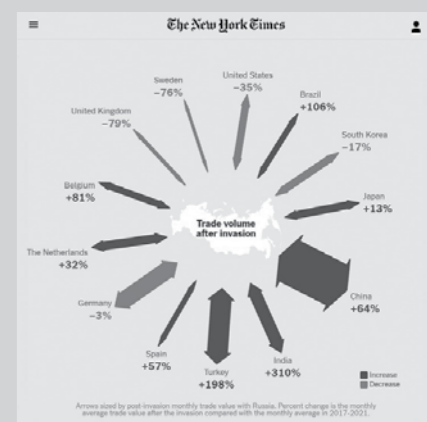 The New York Times
Sweden
−76%
United States
−35%
Brazil
+106%
United Kingdom
−79%
South Korea
−17%
Belgium
+81%
Japan
+13%
Trade volume
after invasion
The Netherlands
+32%
China
+64%
Germany
−3%
Spain
+57%
Turkey
+198%
India
+310%
Increase
Decrease
Arrows sized by post-invasion monthly trade value with Russia. Percent change is the monthly
average trade value after the invasion compared with the monthly average in 2017-2021.